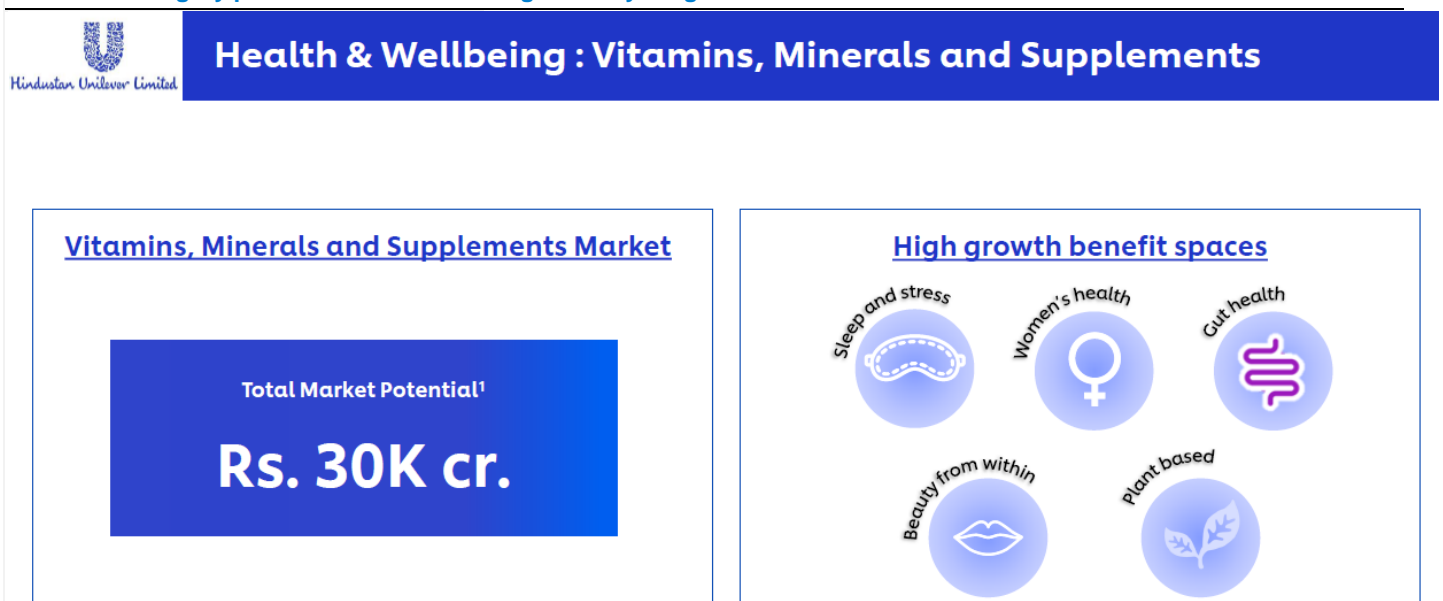 Hindustan Unilever Limited
Health & Wellbeing : Vitamins, Minerals and Supplements
Vitamins, Minerals and Supplements Market
Total Market Potential¹
Rs. 30K cr.
High growth benefit spaces
Sleep and stress
Women's health
Gut health
Beauty from within
Plant based